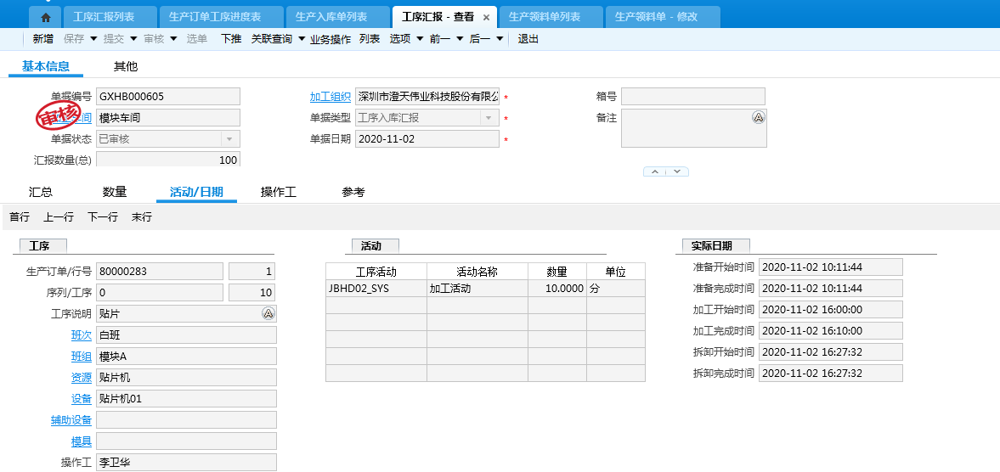 工序汇报列表 生产订单工序进度表 生产入库单列表 工序汇报 - 查看 × 生产领料单列表 生产领料单 - 修改
新增 保存 提交 审核 选单 下推 关联查询 业务操作 列表 选项 前一 后一 退出
基本信息 其他
单据编号 GXHB000605 加工组织 深圳市澄天伟业科技股份有限公 * 箱号
审核 车间 模块车间 单据类型 工序入库汇报 * 备注 A
单据状态 已审核 单据日期 2020-11-02 *
汇报数量(总) 100
汇总 数量 活动/日期 操作工 参考
首行 上一行 下一行 末行
工序 活动 实际日期
生产订单/行号 80000283 1 工序活动 活动名称 数量 单位 准备开始时间 2020-11-02 10:11:44
序列/工序 0 10 JBHD02_SYS 加工活动 10.0000 分 准备完成时间 2020-11-02 10:11:44
工序说明 贴片 A 加工开始时间 2020-11-02 16:00:00
班次 白班 加工完成时间 2020-11-02 16:10:00
班组 模块A 拆卸开始时间 2020-11-02 16:27:32
资源 贴片机 拆卸完成时间 2020-11-02 16:27:32
设备 贴片机01
辅助设备
模具
操作工 李卫华